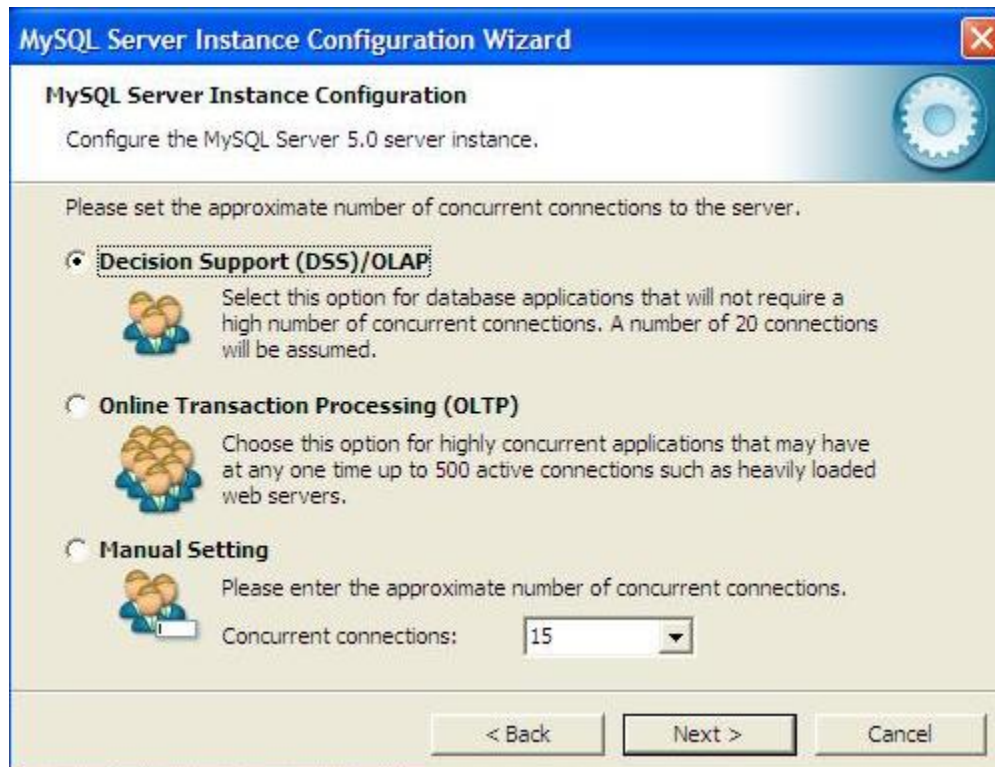 MySQL Server Instance Configuration Wizard
MySQL Server Instance Configuration
Configure the MySQL Server 5.0 server instance.
Please set the approximate number of concurrent connections to the server.
Decision Support (DSS)/OLAP
Select this option for database applications that will not require a
high number of concurrent connections. A number of 20 connections
will be assumed.
Online Transaction Processing (OLTP)
Choose this option for highly concurrent applications that may have
at any one time up to 500 active connections such as heavily loaded
web servers.
Manual Setting
Please enter the approximate number of concurrent connections.
Concurrent connections: 15
< Back Next > Cancel